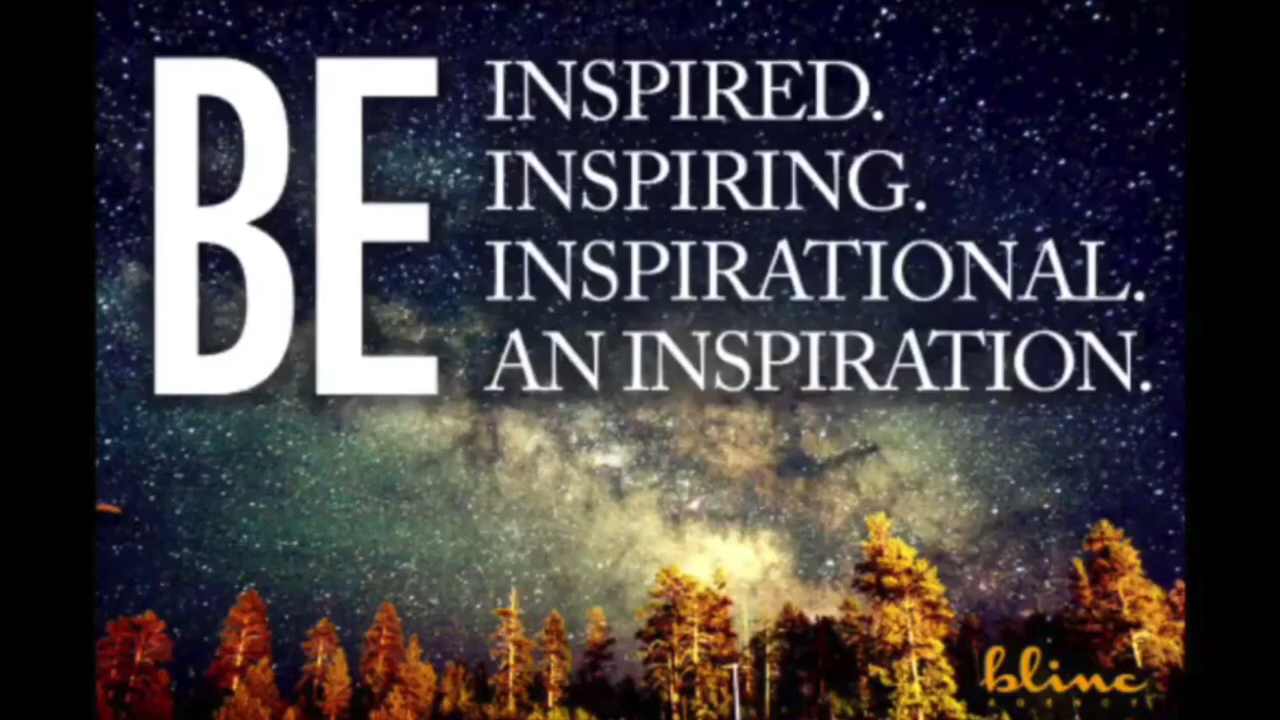 BE
INSPIRED.
INSPIRING.
INSPIRATIONAL.
AN INSPIRATION.
blinc